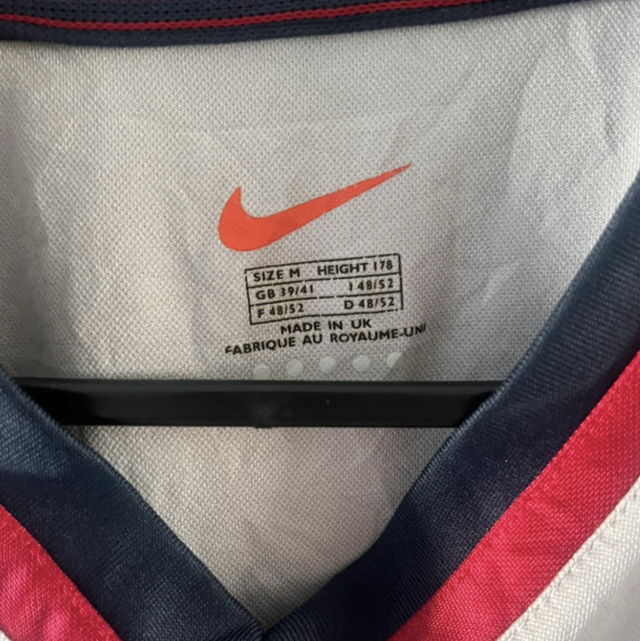 SIZE M HEIGHT 178
GB 39/41 I 48/52
F 48/52 D 48/52
MADE IN UK
FABRIQUE AU ROYAUME-UNI